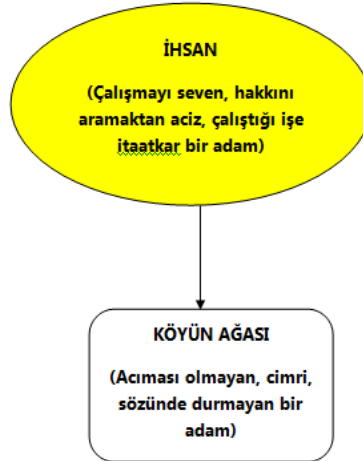 İHSAN
(Çalışmayı seven, hakkını
aramaktan aciz, çalıştığı işe
itaatkar bir adam)
KÖYÜN AĞASI
(Acıması olmayan, cimri,
sözünde durmayan bir
adam)